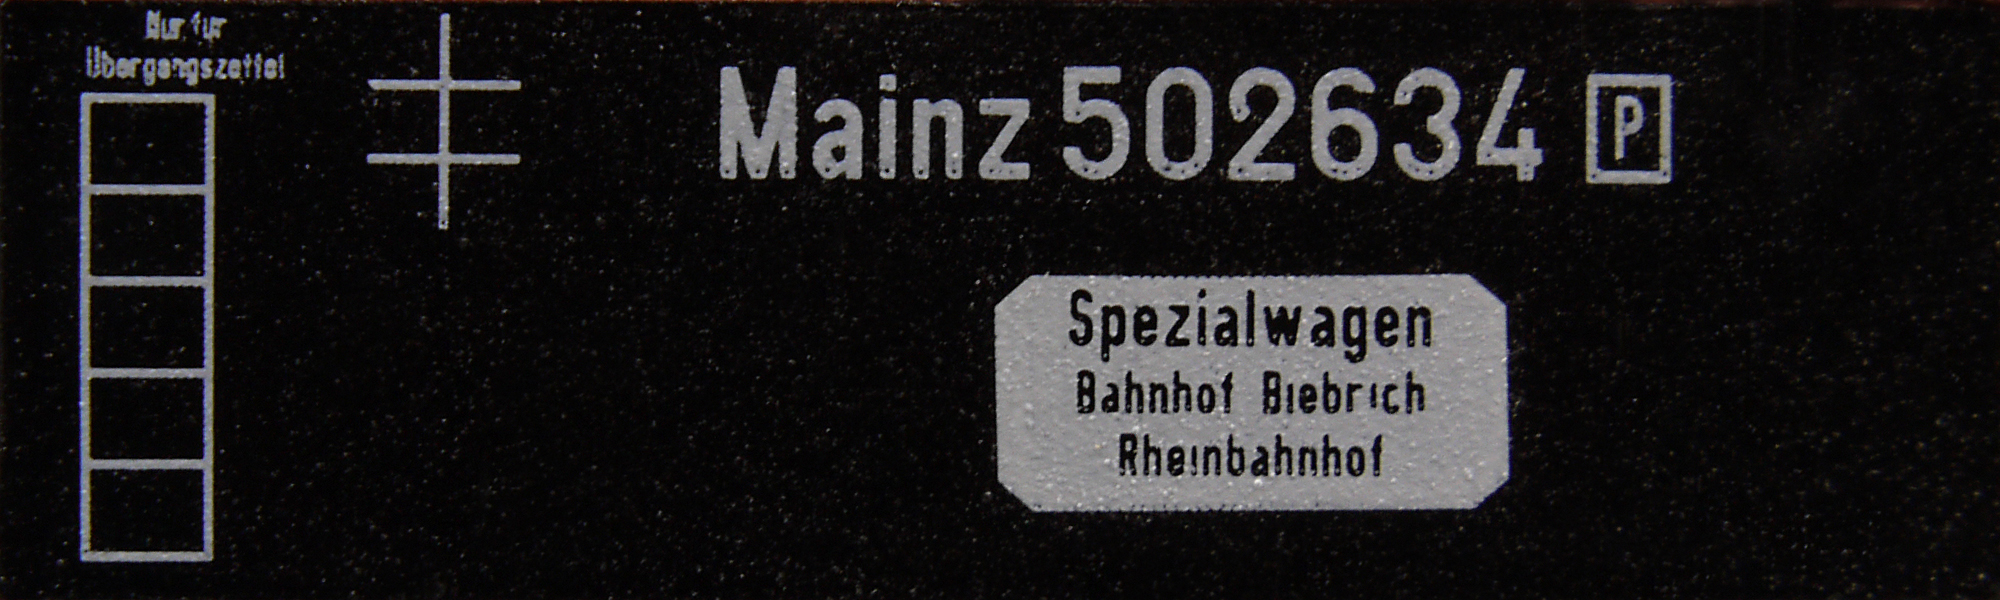 Nur für
Übergangszettel
Mainz 502634 P
Spezialwagen
Bahnhof Biebrich
Rheinbahnhof